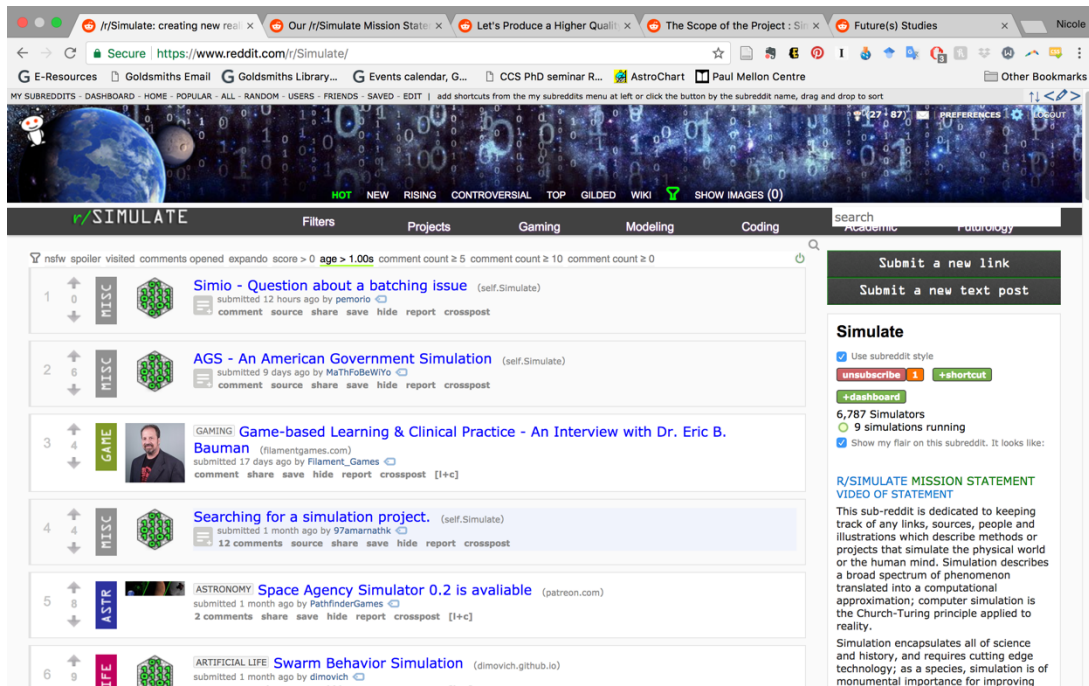 /r/Simulate: creating new real
Our /r/Simulate Mission State
Let's Produce a Higher Qualit
The Scope of the Project : Sim
Future(s) Studies
Nicole
Secure | https://www.reddit.com/r/Simulate/
E-Resources Goldsmiths Email Goldsmiths Library... Events calendar, G... CCS PhD seminar R... AstroChart Paul Mellon Centre Other Bookmarks
MY SUBREDDITS - DASHBOARD - HOME - POPULAR - ALL - RANDOM - USERS - FRIENDS - SAVED - EDIT | add shortcuts from the my subreddits menu at left or click the button by the subreddit name, drag and drop to sort
(27 · 87) | PREFERENCES | LOGOUT
HOT NEW RISING CONTROVERSIAL TOP GILDED WIKI SHOW IMAGES (0)
r/SIMULATE
Filters Projects Gaming Modeling Coding Academic Futurology
search
nsfw spoiler visited comments opened expando score > 0 age > 1.00s comment count ≥ 5 comment count ≥ 10 comment count ≥ 0
1
0
MISC
Simio - Question about a batching issue (self.Simulate)
submitted 12 hours ago by pemorio
comment source share save hide report crosspost
2
6
MISC
AGS - An American Government Simulation (self.Simulate)
submitted 9 days ago by MaThFoBeWiYo
comment source share save hide report crosspost
3
4
GAME
GAMING Game-based Learning & Clinical Practice - An Interview with Dr. Eric B.
Bauman (filamentgames.com)
submitted 17 days ago by Filament_Games
comment share save hide report crosspost [l+c]
4
4
MISC
Searching for a simulation project. (self.Simulate)
submitted 1 month ago by 97amarnathk
12 comments source share save hide report crosspost
5
8
ASTR
ASTRONOMY Space Agency Simulator 0.2 is avaliable (patreon.com)
submitted 1 month ago by PathfinderGames
2 comments share save hide report crosspost [l+c]
6
9
ARTIFICIAL LIFE Swarm Behavior Simulation (dimovich.github.io)
submitted 1 month ago by dimovich
Submit a new link
Submit a new text post
Simulate
Use subreddit style
unsubscribe 1 +shortcut
+dashboard
6,787 Simulators
9 simulations running
Show my flair on this subreddit. It looks like:
R/SIMULATE MISSION STATEMENT
VIDEO OF STATEMENT
This sub-reddit is dedicated to keeping
track of any links, sources, people and
illustrations which describe methods or
projects that simulate the physical world
or the human mind. Simulation describes
a broad spectrum of phenomenon
translated into a computational
approximation; computer simulation is
the Church-Turing principle applied to
reality.
Simulation encapsulates all of science
and history, and requires cutting edge
technology; as a species, simulation is of
monumental importance for improving